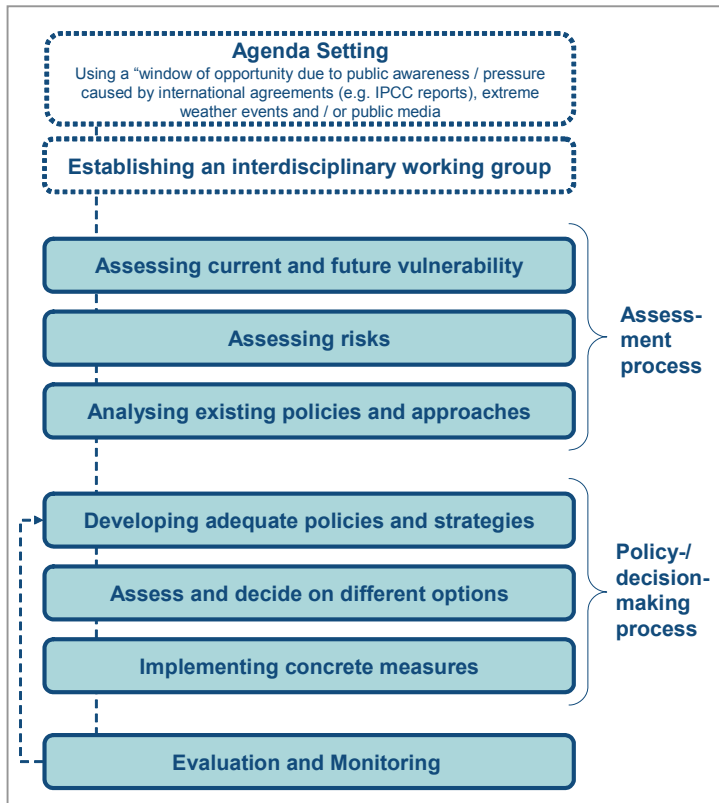 Agenda Setting
Using a “window of opportunity due to public awareness / pressure
caused by international agreements (e.g. IPCC reports), extreme
weather events and / or public media
Establishing an interdisciplinary working group
Assessing current and future vulnerability
Assessing risks
Analysing existing policies and approaches
Assess-
ment
process
Developing adequate policies and strategies
Assess and decide on different options
Implementing concrete measures
Policy-/
decision-
making
process
Evaluation and Monitoring